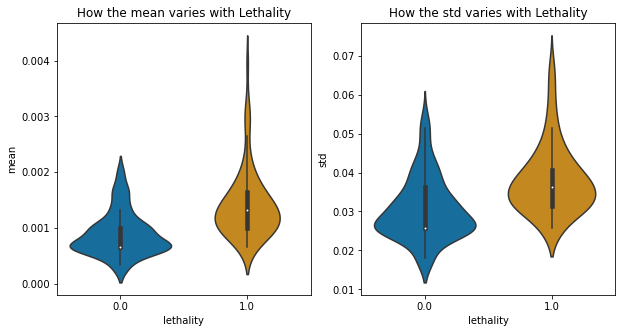 How the mean varies with Lethality
mean
0.004
0.003
0.002
0.001
0.000
0.0 1.0
lethality
How the std varies with Lethality
std
0.07
0.06
0.05
0.04
0.03
0.02
0.01
0.0 1.0
lethality